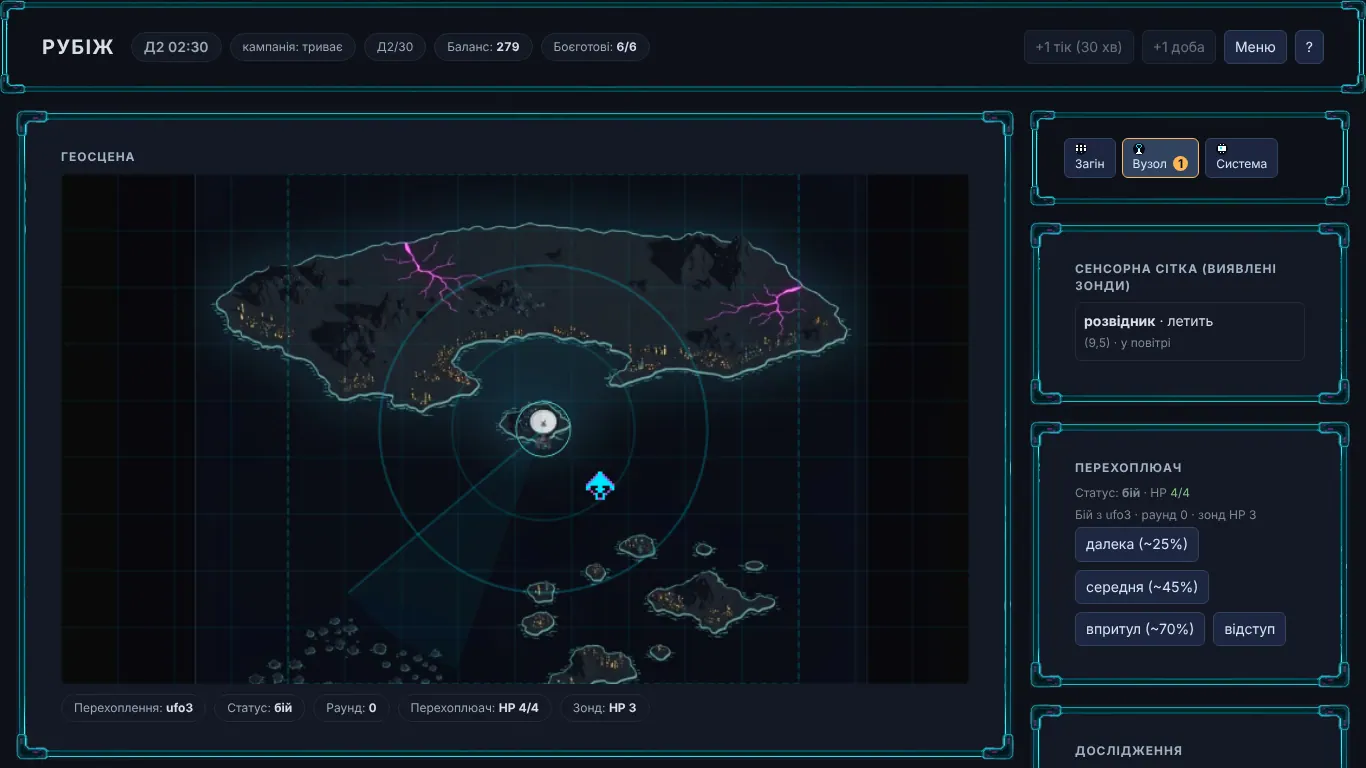 РУБІЖ
Д2 02:30
кампанія: триває
Д2/30
Баланс: 279
Боєготові: 6/6
+1 тік (30 хв)
+1 доба
Меню
?
ГЕОСЦЕНА
Загін
Вузол 1
Система
СЕНСОРНА СІТКА (ВИЯВЛЕНІ
ЗОНДИ)
розвідник · летить
(9,5) · у повітрі
ПЕРЕХОПЛЮАЧ
Статус: бій · HP 4/4
Бій з ufo3 · раунд 0 · зонд HP 3
далека (~25%)
середня (~45%)
впритул (~70%)
відступ
Перехоплення: ufo3
Статус: бій
Раунд: 0
Перехоплюач: HP 4/4
Зонд: HP 3
ДОСЛІДЖЕННЯ